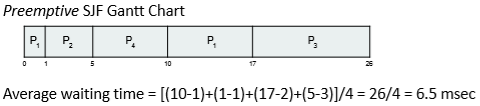 Preemptive SJF Gantt Chart
P1 P2 P4 P1 P3
0 1 5 10 17 26
Average waiting time = [(10-1)+(1-1)+(17-2)+(5-3)]/4 = 26/4 = 6.5 msec